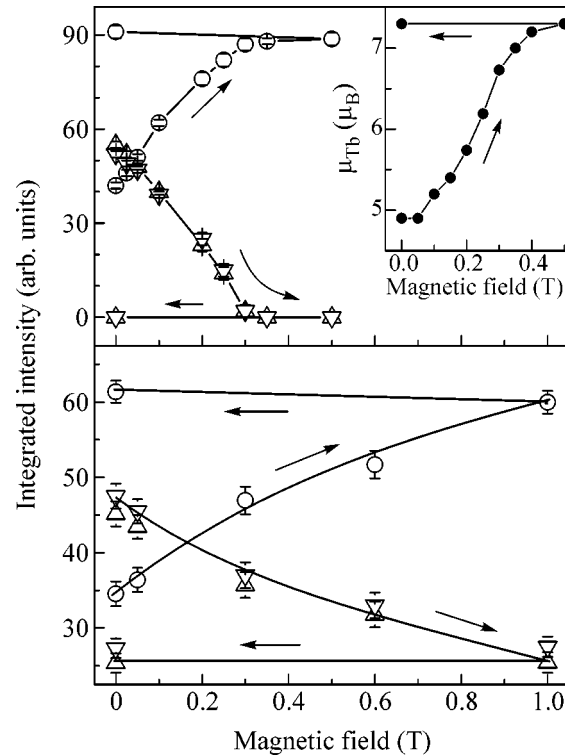 90
60
30
0
7
6
5
μTb (μB)
0.0 0.2 0.4
Magnetic field (T)
Integrated intensity (arb. units)
60
50
40
30
0 0.2 0.4 0.6 0.8 1.0
Magnetic field (T)